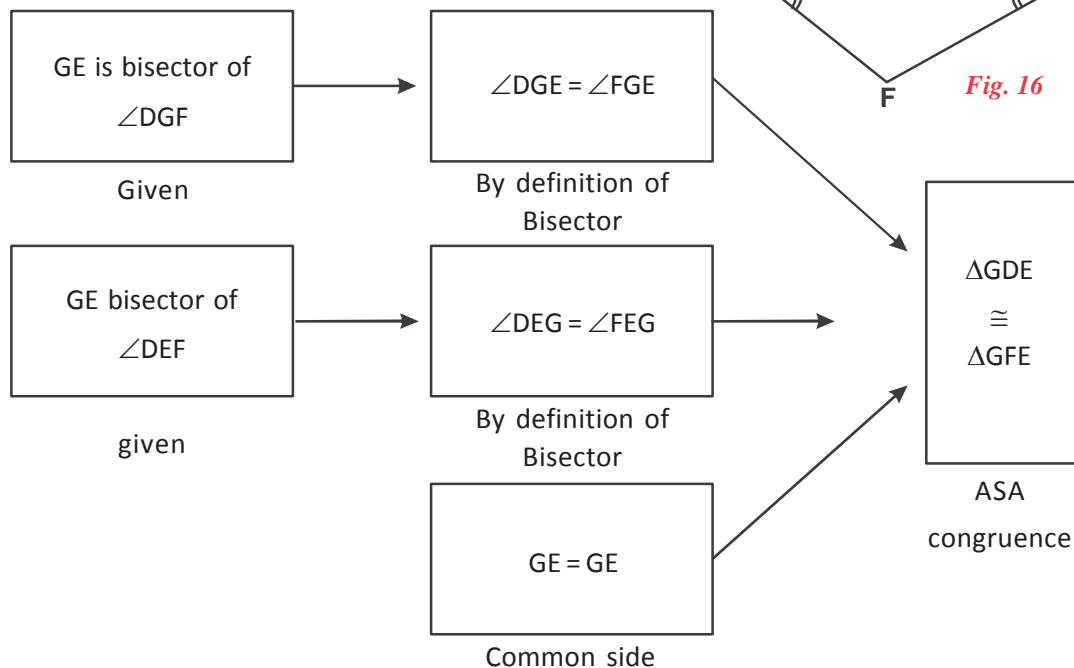 F
Fig. 16
GE is bisector of
∠DGF
Given
∠DGE = ∠FGE
By definition of
Bisector
GE bisector of
∠DEF
given
∠DEG = ∠FEG
By definition of
Bisector
GE = GE
Common side
ΔGDE
≅
ΔGFE
ASA
congruence